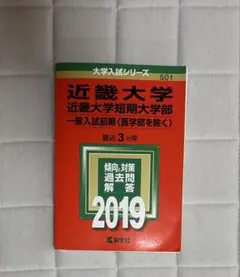 大学入試シリーズ
501
近畿大学
近畿大学短期大学部
一般入試前期〈医学部を除く〉
最近3カ年
傾向と対策
過去問
解答
2019
教学社